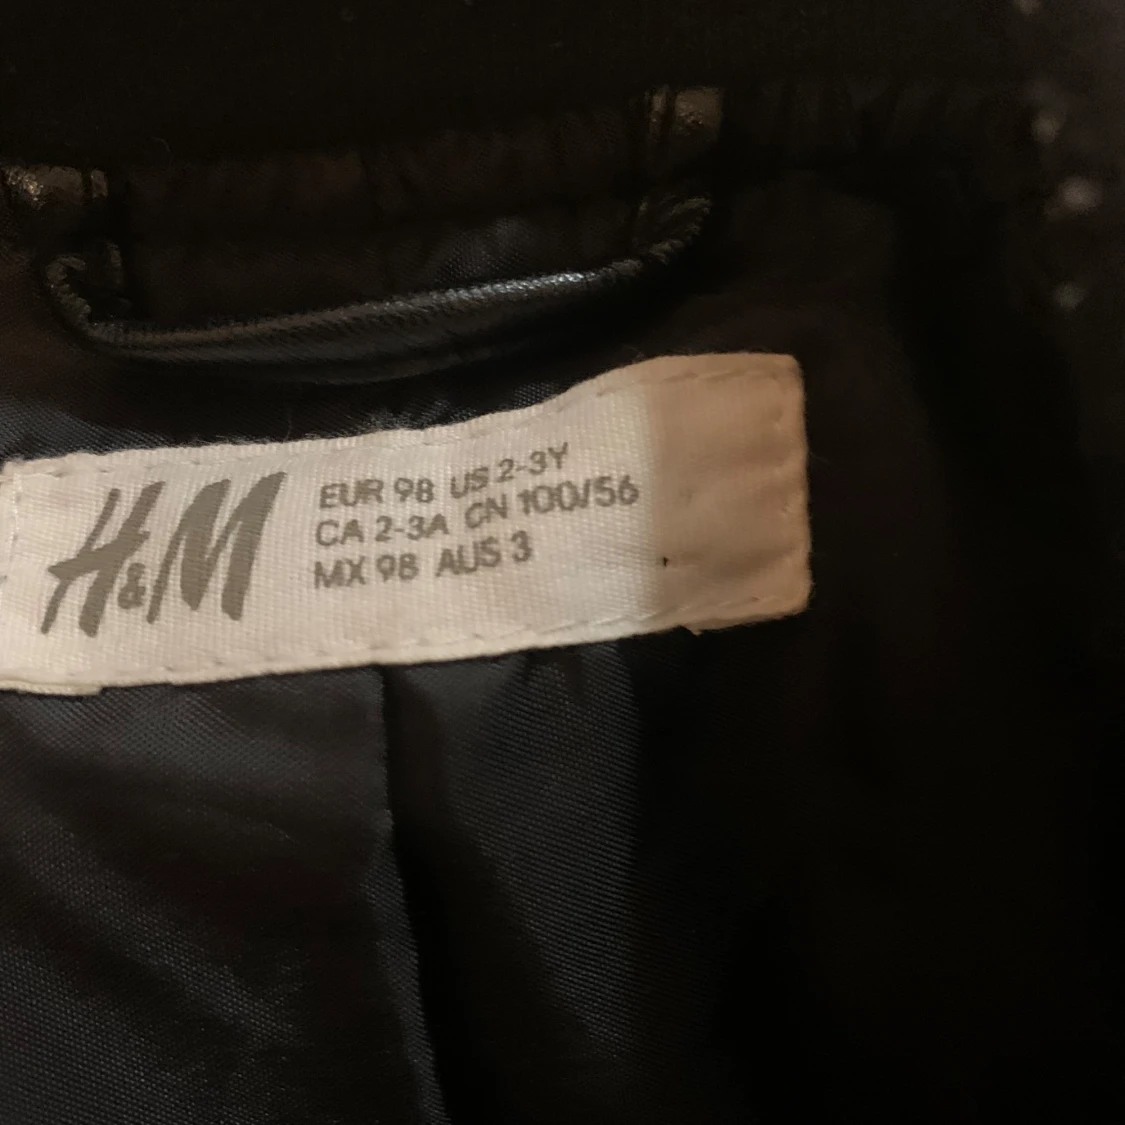 H&M
EUR 98 US 2-3Y
CA 2-3A CN 100/56
MX 98 AUS 3